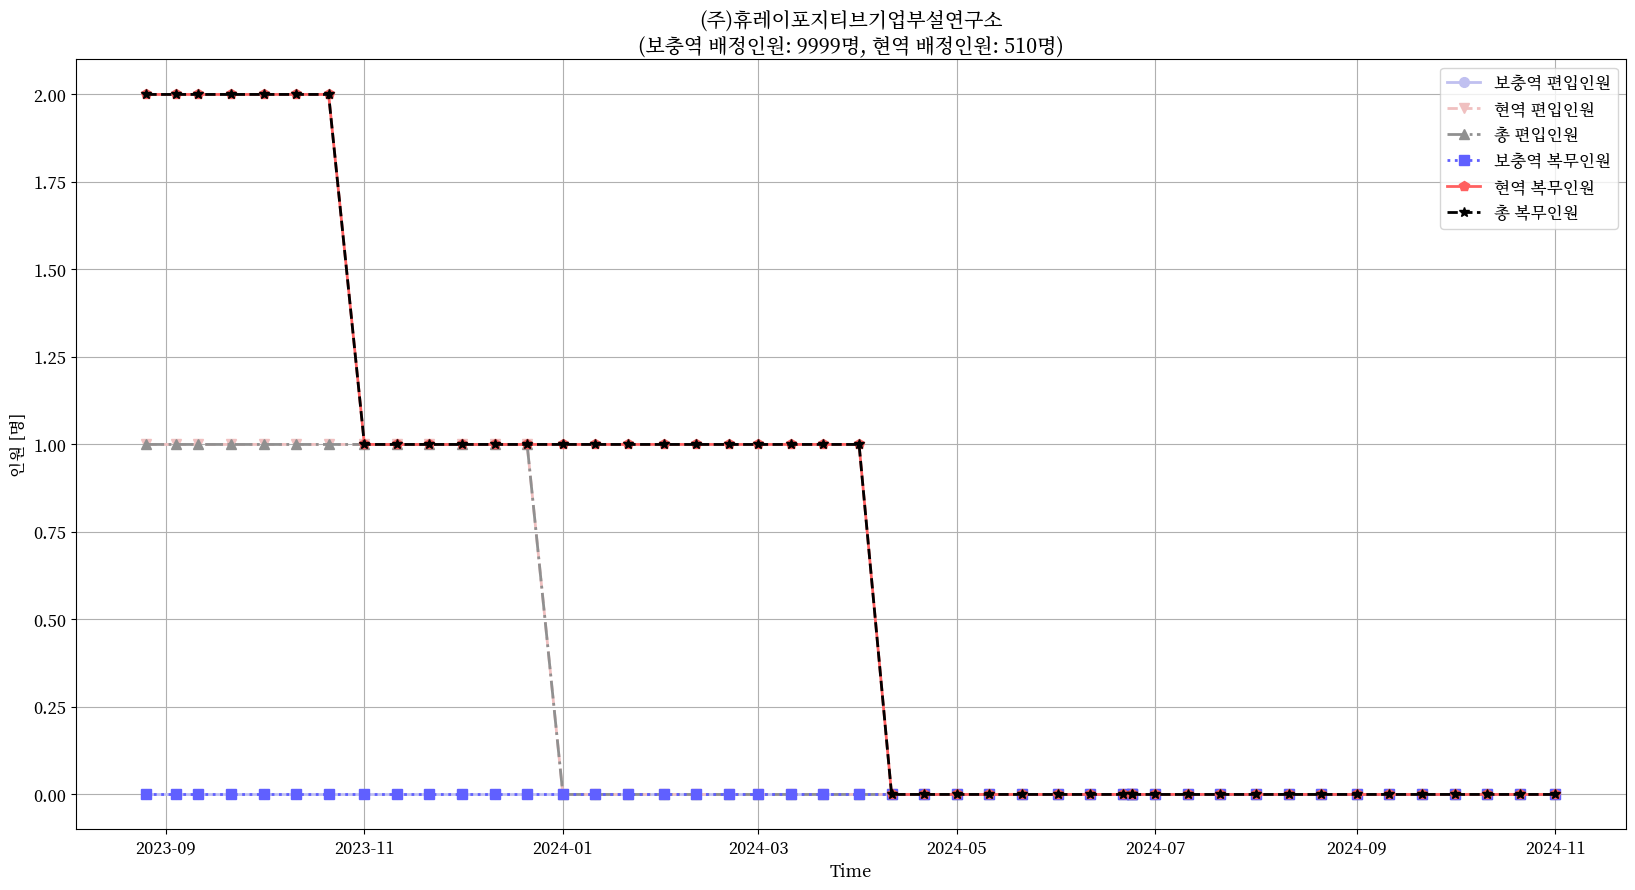 (주)휴레이포지티브기업부설연구소
(보충역 배정인원: 9999명, 현역 배정인원: 510명)
보충역 편입인원
현역 편입인원
총 편입인원
보충역 복무인원
현역 복무인원
총 복무인원
2.00
1.75
1.50
1.25
1.00
0.75
0.50
0.25
0.00
인원 [명]
2023-09 2023-11 2024-01 2024-03 2024-05 2024-07 2024-09 2024-11
Time